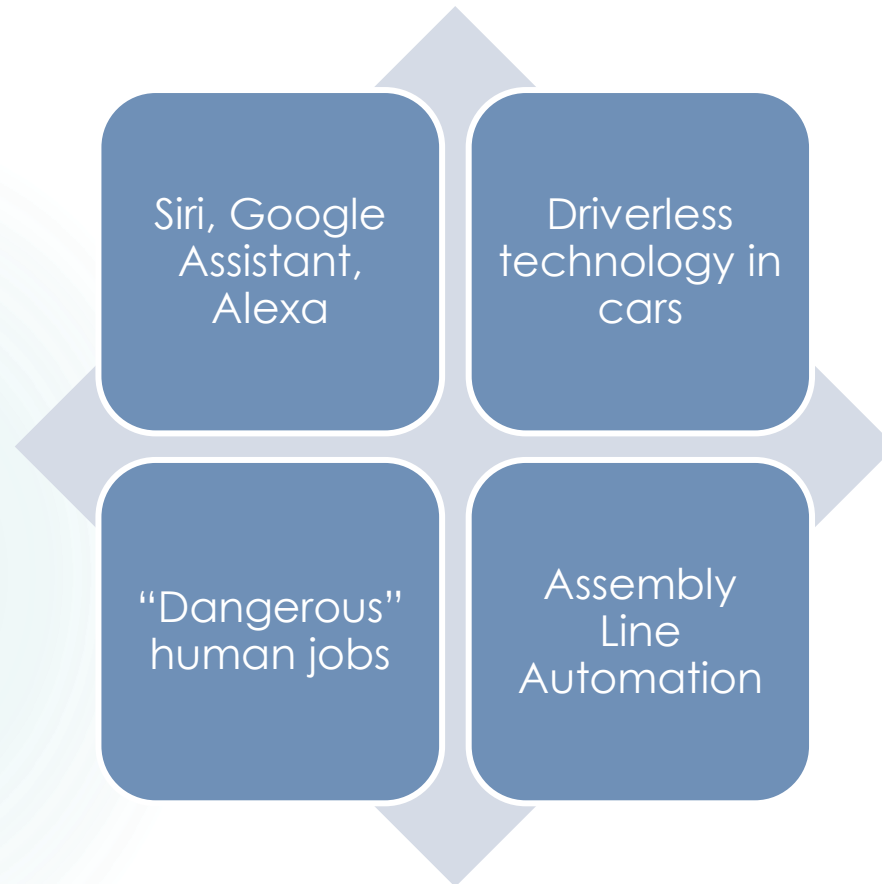 Siri, Google
Assistant,
Alexa
Driverless
technology in
cars
“Dangerous”
human jobs
Assembly
Line
Automation